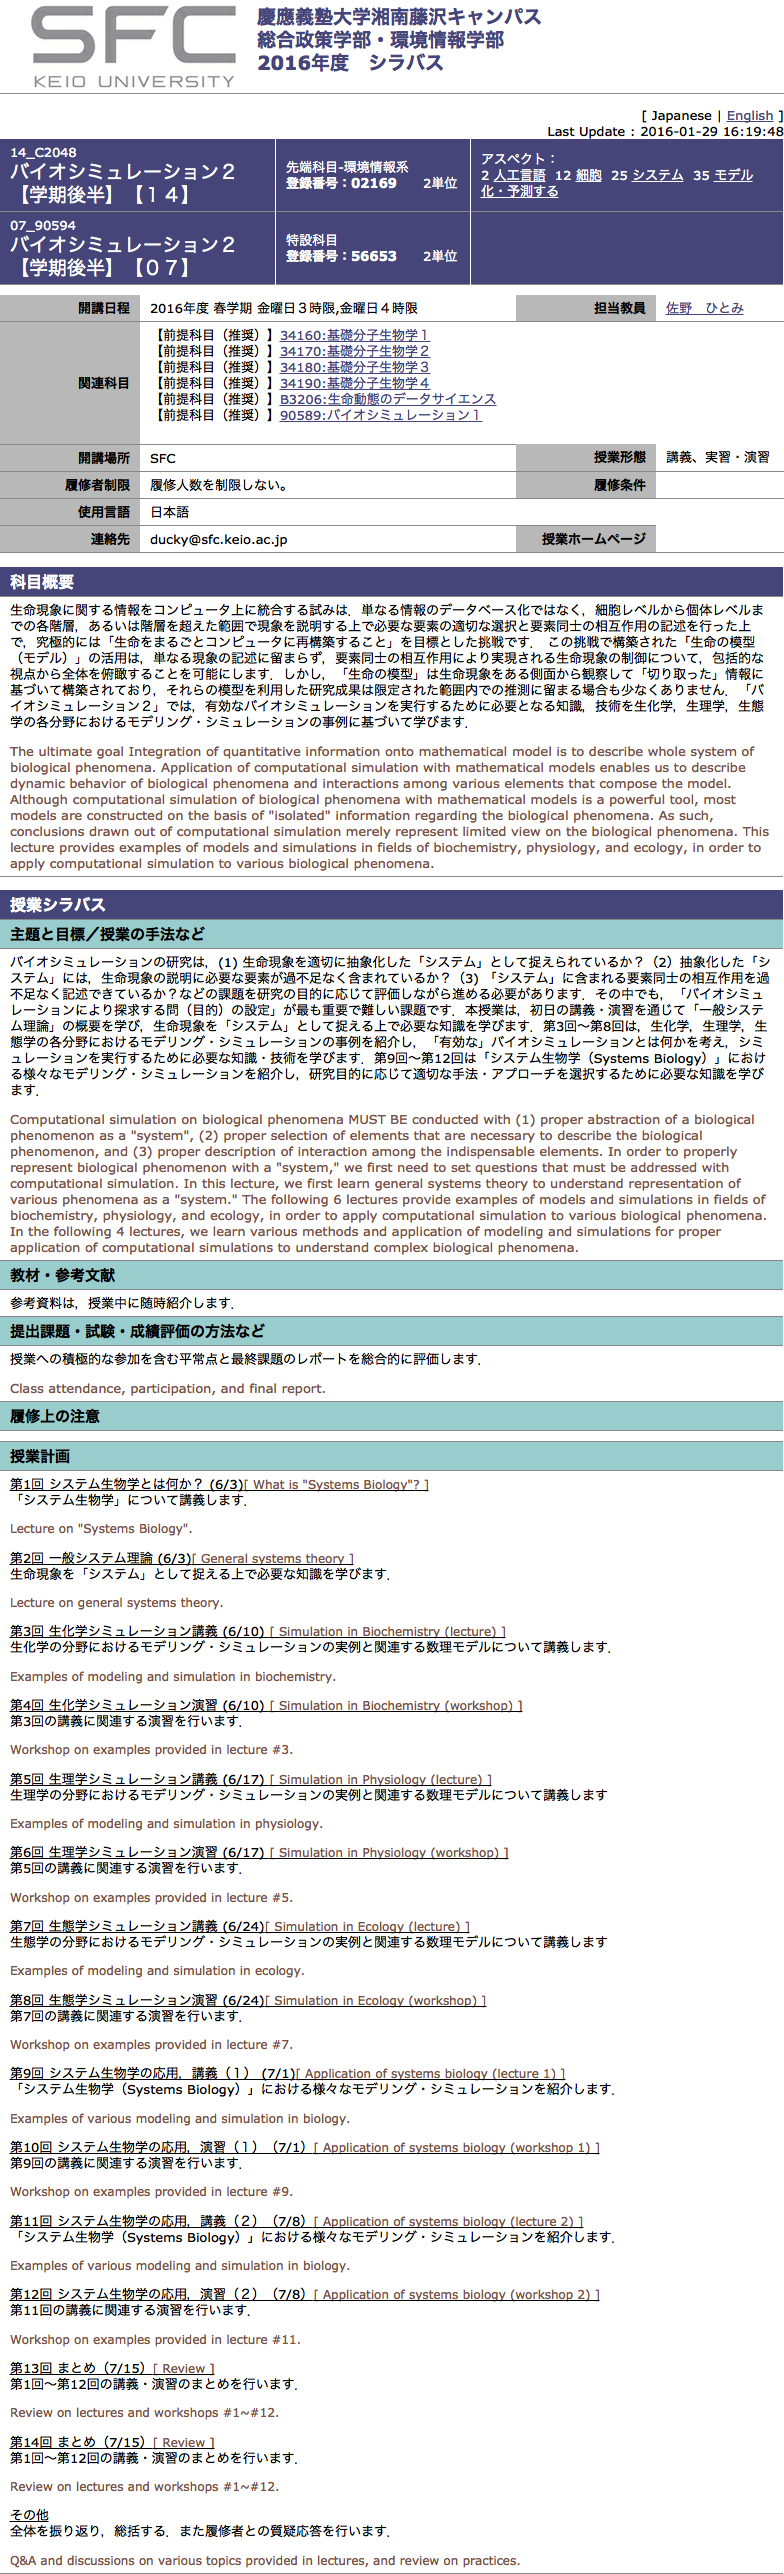 SFC
KEIO UNIVERSITY
慶應義塾大学湘南藤沢キャンパス
総合政策学部・環境情報学部
2016年度　シラバス
[ Japanese | English ]
Last Update : 2016-01-29 16:19:48
14_C2048
バイオシミュレーション２
【学期後半】【１４】
先端科目-環境情報系
登録番号：02169　　2単位
アスペクト：
2 人工言語  12 細胞  25 システム  35 モデル
化・予測する
07_90594
バイオシミュレーション２
【学期後半】【０７】
特設科目
登録番号：56653　　2単位
開講日程
2016年度 春学期 金曜日３時限,金曜日４時限
担当教員
佐野　ひとみ
関連科目
【前提科目（推奨）】34160:基礎分子生物学１
【前提科目（推奨）】34170:基礎分子生物学２
【前提科目（推奨）】34180:基礎分子生物学３
【前提科目（推奨）】34190:基礎分子生物学４
【前提科目（推奨）】B3206:生命動態のデータサイエンス
【前提科目（推奨）】90589:バイオシミュレーション１
開講場所
SFC
授業形態
講義、実習・演習
履修者制限
履修人数を制限しない。
履修条件
使用言語
日本語
連絡先
ducky@sfc.keio.ac.jp
授業ホームページ
科目概要
生命現象に関する情報をコンピュータ上に統合する試みは，単なる情報のデータベース化ではなく，細胞レベルから個体レベルま
での各階層，あるいは階層を超えた範囲で現象を説明する上で必要な要素の適切な選択と要素同士の相互作用の記述を行った上
で，究極的には「生命をまるごとコンピュータに再構築すること」を目標とした挑戦です． この挑戦で構築された「生命の模型
（モデル）」の活用は，単なる現象の記述に留まらず，要素同士の相互作用により実現される生命現象の制御について，包括的な
視点から全体を俯瞰することを可能にします．しかし，「生命の模型」は生命現象をある側面から観察して「切り取った」情報に
基づいて構築されており，それらの模型を利用した研究成果は限定された範囲内での推測に留まる場合も少なくありません．「バ
イオシミュレーション２」では，有効なバイオシミュレーションを実行するために必要となる知識，技術を生化学，生理学，生態
学の各分野におけるモデリング・シミュレーションの事例に基づいて学びます．
The ultimate goal Integration of quantitative information onto mathematical model is to describe whole system of
biological phenomena. Application of computational simulation with mathematical models enables us to describe
dynamic behavior of biological phenomena and interactions among various elements that compose the model.
Although computational simulation of biological phenomena with mathematical models is a powerful tool, most
models are constructed on the basis of "isolated" information regarding the biological phenomena. As such,
conclusions drawn out of computational simulation merely represent limited view on the biological phenomena. This
lecture provides examples of models and simulations in fields of biochemistry, physiology, and ecology, in order to
apply computational simulation to various biological phenomena.
授業シラバス
主題と目標／授業の手法など
バイオシミュレーションの研究は，(1) 生命現象を適切に抽象化した「システム」として捉えられているか？（2）抽象化した「シ
ステム」には，生命現象の説明に必要な要素が過不足なく含まれているか？（3）「システム」に含まれる要素同士の相互作用を過
不足なく記述できているか？などの課題を研究の目的に応じて評価しながら進める必要があります．その中でも，「バイオシミュ
レーションにより探求する問（目的）の設定」が最も重要で難しい課題です．本授業は，初日の講義・演習を通じて「一般システ
ム理論」の概要を学び，生命現象を「システム」として捉える上で必要な知識を学びます．第3回〜第8回は，生化学，生理学，生
態学の各分野におけるモデリング・シミュレーションの事例を紹介し，「有効な」バイオシミュレーションとは何かを考え，シミ
ュレーションを実行するために必要な知識・技術を学びます．第9回〜第12回は「システム生物学（Systems Biology）」におけ
る様々なモデリング・シミュレーションを紹介し，研究目的に応じて適切な手法・アプローチを選択するために必要な知識を学び
ます．
Computational simulation on biological phenomena MUST BE conducted with (1) proper abstraction of a biological
phenomenon as a "system", (2) proper selection of elements that are necessary to describe the biological
phenomenon, and (3) proper description of interaction among the indispensable elements. In order to properly
represent biological phenomenon with a "system," we first need to set questions that must be addressed with
computational simulation. In this lecture, we first learn general systems theory to understand representation of
various phenomena as a "system." The following 6 lectures provide examples of models and simulations in fields of
biochemistry, physiology, and ecology, in order to apply computational simulation to various biological phenomena.
In the following 4 lectures, we learn various methods and application of modeling and simulations for proper
application of computational simulations to understand complex biological phenomena.
教材・参考文献
参考資料は，授業中に随時紹介します．
提出課題・試験・成績評価の方法など
授業への積極的な参加を含む平常点と最終課題のレポートを総合的に評価します．
Class attendance, participation, and final report.
履修上の注意
授業計画
第1回 システム生物学とは何か？ (6/3)[ What is "Systems Biology"? ]
「システム生物学」について講義します．
Lecture on "Systems Biology".
第2回 一般システム理論 (6/3)[ General systems theory ]
生命現象を「システム」として捉える上で必要な知識を学びます．
Lecture on general systems theory.
第3回 生化学シミュレーション講義 (6/10) [ Simulation in Biochemistry (lecture) ]
生化学の分野におけるモデリング・シミュレーションの実例と関連する数理モデルについて講義します．
Examples of modeling and simulation in biochemistry.
第4回 生化学シミュレーション演習 (6/10) [ Simulation in Biochemistry (workshop) ]
第3回の講義に関連する演習を行います．
Workshop on examples provided in lecture #3.
第5回 生理学シミュレーション講義 (6/17) [ Simulation in Physiology (lecture) ]
生理学の分野におけるモデリング・シミュレーションの実例と関連する数理モデルについて講義します
Examples of modeling and simulation in physiology.
第6回 生理学シミュレーション演習 (6/17) [ Simulation in Physiology (workshop) ]
第5回の講義に関連する演習を行います．
Workshop on examples provided in lecture #5.
第7回 生態学シミュレーション講義 (6/24)[ Simulation in Ecology (lecture) ]
生態学の分野におけるモデリング・シミュレーションの実例と関連する数理モデルについて講義します
Examples of modeling and simulation in ecology.
第8回 生態学シミュレーション演習 (6/24)[ Simulation in Ecology (workshop) ]
第7回の講義に関連する演習を行います．
Workshop on examples provided in lecture #7.
第9回 システム生物学の応用，講義（１） (7/1)[ Application of systems biology (lecture 1) ]
「システム生物学（Systems Biology）」における様々なモデリング・シミュレーションを紹介します．
Examples of various modeling and simulation in biology.
第10回 システム生物学の応用，演習（１）（7/1）[ Application of systems biology (workshop 1) ]
第9回の講義に関連する演習を行います．
Workshop on examples provided in lecture #9.
第11回 システム生物学の応用，講義（２）（7/8）[ Application of systems biology (lecture 2) ]
「システム生物学（Systems Biology）」における様々なモデリング・シミュレーションを紹介します．
Examples of various modeling and simulation in biology.
第12回 システム生物学の応用，演習（２）（7/8）[ Application of systems biology (workshop 2) ]
第11回の講義に関連する演習を行います．
Workshop on examples provided in lecture #11.
第13回 まとめ（7/15）[ Review ]
第1回〜第12回の講義・演習のまとめを行います．
Review on lectures and workshops #1~#12.
第14回 まとめ（7/15）[ Review ]
第1回〜第12回の講義・演習のまとめを行います．
Review on lectures and workshops #1~#12.
その他
全体を振り返り，総括する．また履修者との質疑応答を行います．
Q&A and discussions on various topics provided in lectures, and review on practices.